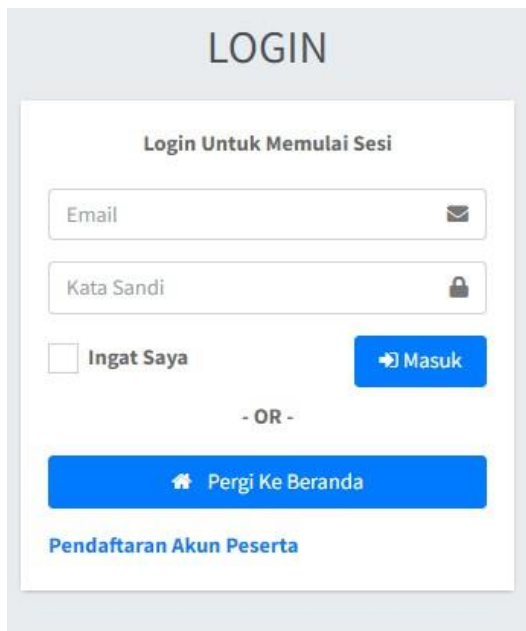 LOGIN
Login Untuk Memulai Sesi
Email
Kata Sandi
Ingat Saya
Masuk
- OR -
Pergi Ke Beranda
Pendaftaran Akun Peserta